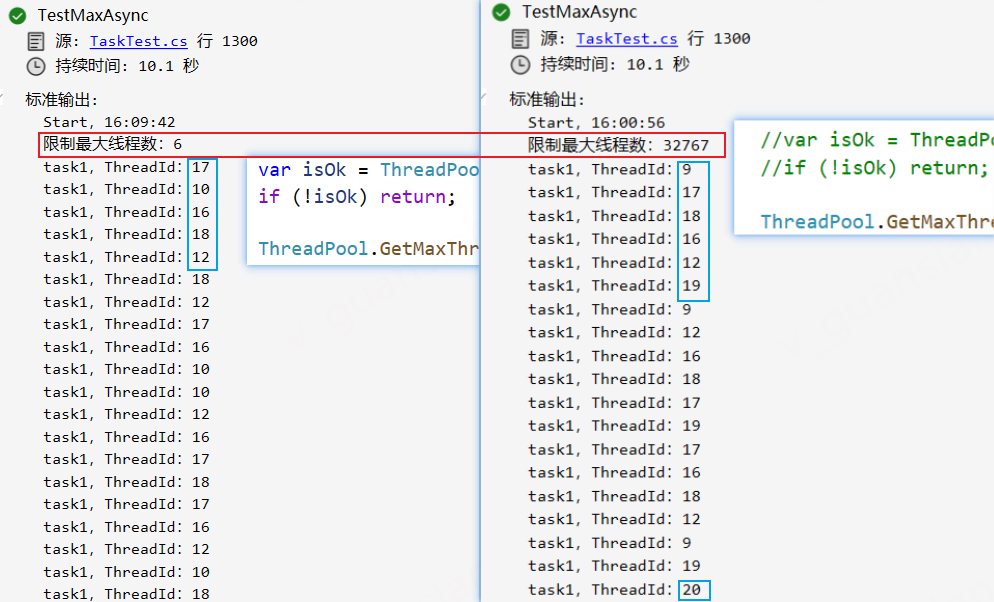 TestMaxAsync
源: TaskTest.cs 行 1300
持续时间: 10.1 秒
标准输出:
Start, 16:09:42
限制最大线程数: 6
task1, ThreadId: 17
task1, ThreadId: 10
task1, ThreadId: 16
task1, ThreadId: 18
task1, ThreadId: 12
task1, ThreadId: 18
task1, ThreadId: 12
task1, ThreadId: 17
task1, ThreadId: 16
task1, ThreadId: 10
task1, ThreadId: 10
task1, ThreadId: 12
task1, ThreadId: 16
task1, ThreadId: 17
task1, ThreadId: 18
task1, ThreadId: 17
task1, ThreadId: 16
task1, ThreadId: 12
task1, ThreadId: 10
task1, ThreadId: 18
var isOk = ThreadPoo
if (!isOk) return;
ThreadPool.GetMaxThr
TestMaxAsync
源: TaskTest.cs 行 1300
持续时间: 10.1 秒
标准输出:
Start, 16:00:56
限制最大线程数: 32767
task1, ThreadId: 9
task1, ThreadId: 17
task1, ThreadId: 18
task1, ThreadId: 16
task1, ThreadId: 12
task1, ThreadId: 19
task1, ThreadId: 9
task1, ThreadId: 12
task1, ThreadId: 16
task1, ThreadId: 18
task1, ThreadId: 17
task1, ThreadId: 19
task1, ThreadId: 17
task1, ThreadId: 16
task1, ThreadId: 18
task1, ThreadId: 12
task1, ThreadId: 9
task1, ThreadId: 19
task1, ThreadId: 20
//var isOk = ThreadP
//if (!isOk) return;
ThreadPool.GetMaxThre